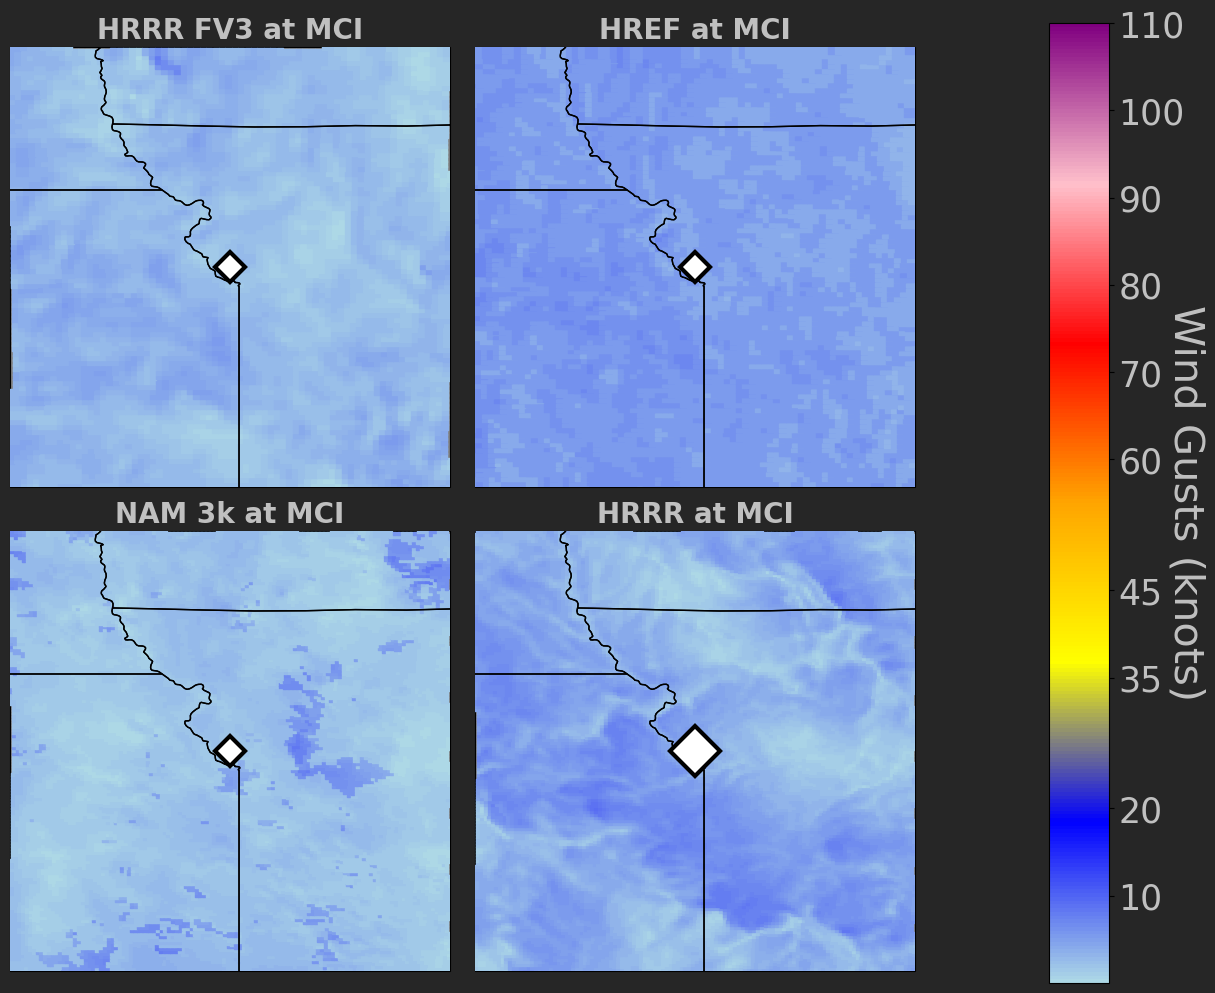 HRRR FV3 at MCI
HREF at MCI
NAM 3k at MCI
HRRR at MCI
110
100
90
80
70
60
45
35
20
10
Wind Gusts (knots)